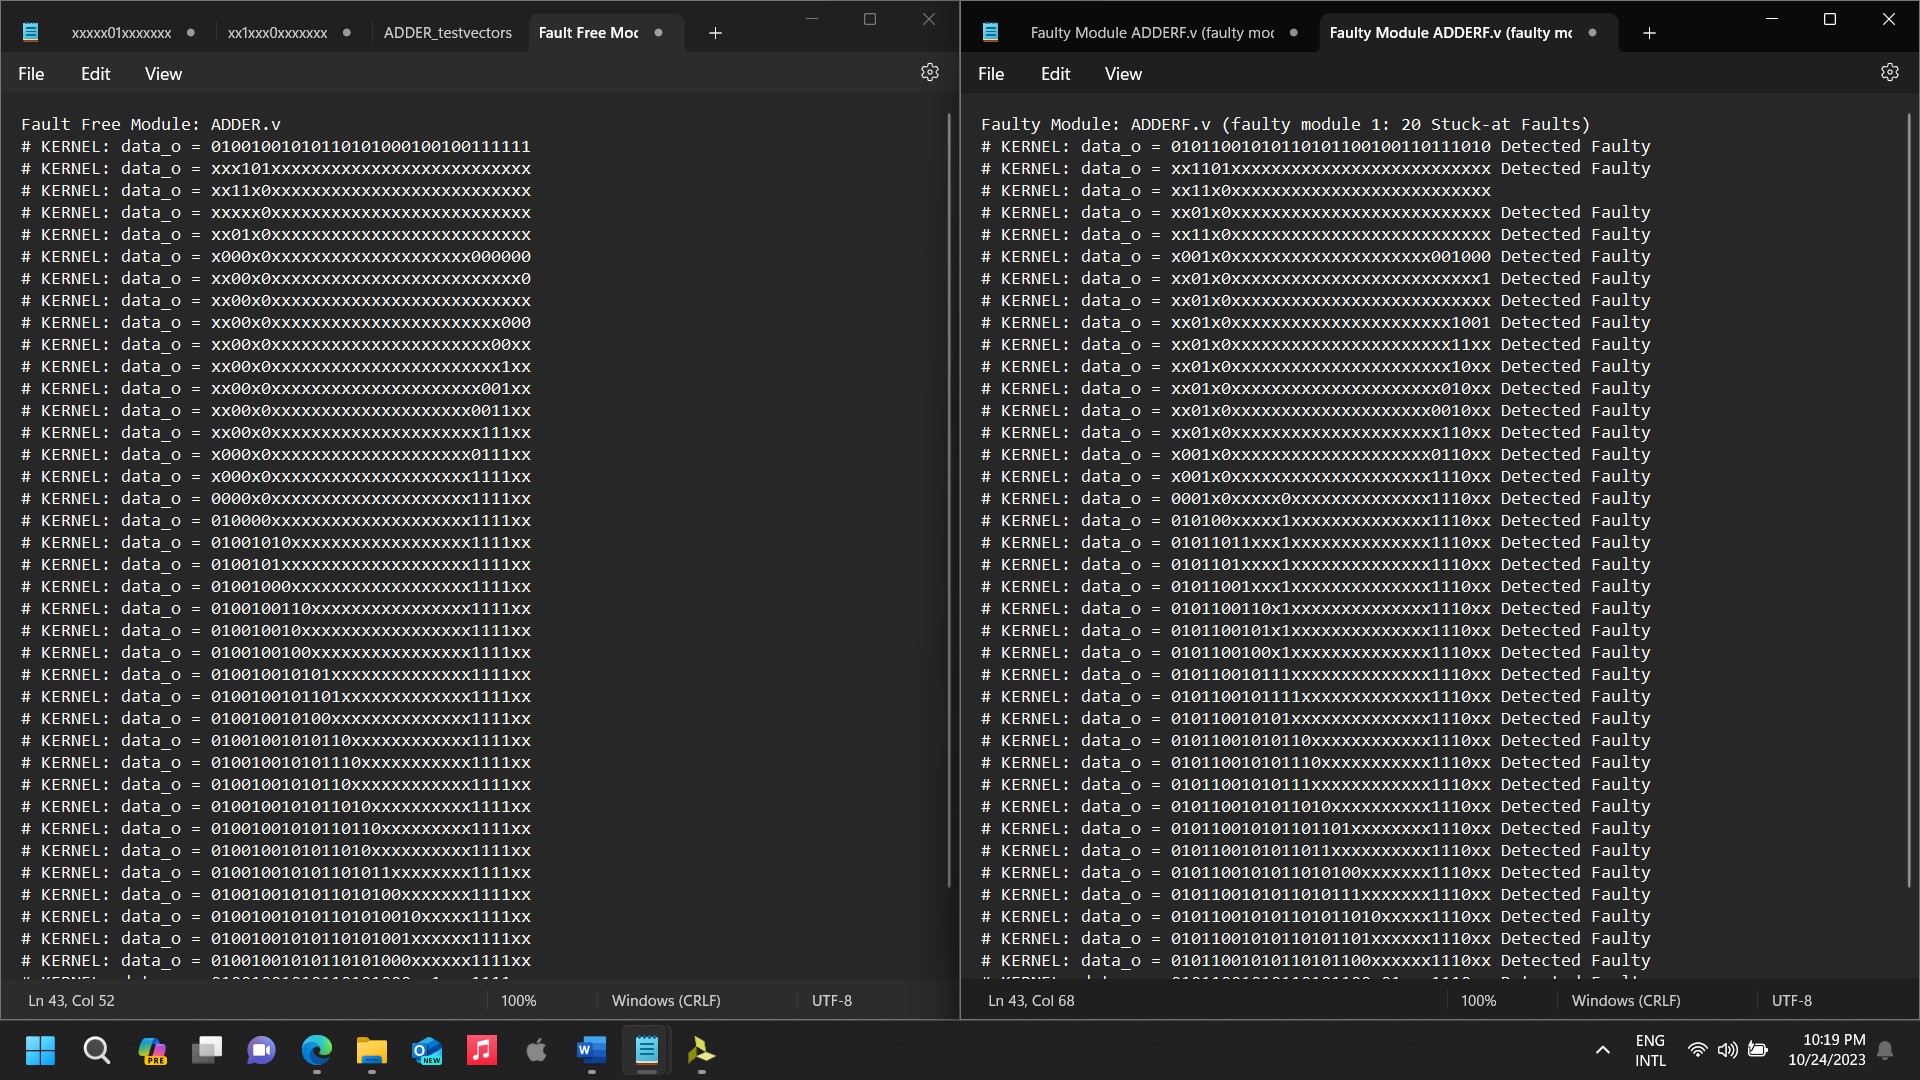 xxxxx01xxxxxxx
xx1xxx0xxxxxxx
ADDER_testvectors
Fault Free Moc
File Edit View
Fault Free Module: ADDER.v
# KERNEL: data_o = 01001001010110101000100100111111
# KERNEL: data_o = xxx101xxxxxxxxxxxxxxxxxxxxxxxxxx
# KERNEL: data_o = xx11x0xxxxxxxxxxxxxxxxxxxxxxxxxx
# KERNEL: data_o = xxxxx0xxxxxxxxxxxxxxxxxxxxxxxxxx
# KERNEL: data_o = xx01x0xxxxxxxxxxxxxxxxxxxxxxxxxx
# KERNEL: data_o = x000x0xxxxxxxxxxxxxxxxxxxx000000
# KERNEL: data_o = xx00x0xxxxxxxxxxxxxxxxxxxxxxxxx0
# KERNEL: data_o = xx00x0xxxxxxxxxxxxxxxxxxxxxxxxxx
# KERNEL: data_o = xx00x0xxxxxxxxxxxxxxxxxxxxxxx000
# KERNEL: data_o = xx00x0xxxxxxxxxxxxxxxxxxxxxx00xx
# KERNEL: data_o = xx00x0xxxxxxxxxxxxxxxxxxxxxxx1xx
# KERNEL: data_o = xx00x0xxxxxxxxxxxxxxxxxxxxx001xx
# KERNEL: data_o = xx00x0xxxxxxxxxxxxxxxxxxxx0011xx
# KERNEL: data_o = xx00x0xxxxxxxxxxxxxxxxxxxxx111xx
# KERNEL: data_o = x000x0xxxxxxxxxxxxxxxxxxxx0111xx
# KERNEL: data_o = x000x0xxxxxxxxxxxxxxxxxxxx1111xx
# KERNEL: data_o = 0000x0xxxxxxxxxxxxxxxxxxxx1111xx
# KERNEL: data_o = 010000xxxxxxxxxxxxxxxxxxxx1111xx
# KERNEL: data_o = 01001010xxxxxxxxxxxxxxxxxx1111xx
# KERNEL: data_o = 0100101xxxxxxxxxxxxxxxxxxx1111xx
# KERNEL: data_o = 01001000xxxxxxxxxxxxxxxxxx1111xx
# KERNEL: data_o = 0100100110xxxxxxxxxxxxxxxx1111xx
# KERNEL: data_o = 010010010xxxxxxxxxxxxxxxxx1111xx
# KERNEL: data_o = 0100100100xxxxxxxxxxxxxxxx1111xx
# KERNEL: data_o = 010010010101xxxxxxxxxxxxxx1111xx
# KERNEL: data_o = 0100100101101xxxxxxxxxxxxx1111xx
# KERNEL: data_o = 010010010100xxxxxxxxxxxxxx1111xx
# KERNEL: data_o = 01001001010110xxxxxxxxxxxx1111xx
# KERNEL: data_o = 010010010101110xxxxxxxxxxx1111xx
# KERNEL: data_o = 01001001010110xxxxxxxxxxxx1111xx
# KERNEL: data_o = 0100100101011010xxxxxxxxxx1111xx
# KERNEL: data_o = 01001001010110110xxxxxxxxx1111xx
# KERNEL: data_o = 0100100101011010xxxxxxxxxx1111xx
# KERNEL: data_o = 010010010101101011xxxxxxxx1111xx
# KERNEL: data_o = 0100100101011010100xxxxxxx1111xx
# KERNEL: data_o = 010010010101101010010xxxxx1111xx
# KERNEL: data_o = 01001001010110101001xxxxxx1111xx
# KERNEL: data_o = 01001001010110101000xxxxxx1111xx
Ln 43, Col 52 100% Windows (CRLF) UTF-8
Faulty Module ADDERF.v (faulty moc
Faulty Module ADDERF.v (faulty mc
File Edit View
Faulty Module: ADDERF.v (faulty module 1: 20 Stuck-at Faults)
# KERNEL: data_o = 01011001010110101100100110111010 Detected Faulty
# KERNEL: data_o = xx1101xxxxxxxxxxxxxxxxxxxxxxxxxx Detected Faulty
# KERNEL: data_o = xx11x0xxxxxxxxxxxxxxxxxxxxxxxxxx
# KERNEL: data_o = xx01x0xxxxxxxxxxxxxxxxxxxxxxxxxx Detected Faulty
# KERNEL: data_o = xx11x0xxxxxxxxxxxxxxxxxxxxxxxxxx Detected Faulty
# KERNEL: data_o = x001x0xxxxxxxxxxxxxxxxxxxx001000 Detected Faulty
# KERNEL: data_o = xx01x0xxxxxxxxxxxxxxxxxxxxxxxxx1 Detected Faulty
# KERNEL: data_o = xx01x0xxxxxxxxxxxxxxxxxxxxxxxxxx Detected Faulty
# KERNEL: data_o = xx01x0xxxxxxxxxxxxxxxxxxxxxx1001 Detected Faulty
# KERNEL: data_o = xx01x0xxxxxxxxxxxxxxxxxxxxxx11xx Detected Faulty
# KERNEL: data_o = xx01x0xxxxxxxxxxxxxxxxxxxxxx10xx Detected Faulty
# KERNEL: data_o = xx01x0xxxxxxxxxxxxxxxxxxxxx010xx Detected Faulty
# KERNEL: data_o = xx01x0xxxxxxxxxxxxxxxxxxxx0010xx Detected Faulty
# KERNEL: data_o = xx01x0xxxxxxxxxxxxxxxxxxxxx110xx Detected Faulty
# KERNEL: data_o = x001x0xxxxxxxxxxxxxxxxxxxx0110xx Detected Faulty
# KERNEL: data_o = x001x0xxxxxxxxxxxxxxxxxxxx1110xx Detected Faulty
# KERNEL: data_o = 0001x0xxxxx0xxxxxxxxxxxxxx1110xx Detected Faulty
# KERNEL: data_o = 010100xxxxx1xxxxxxxxxxxxxx1110xx Detected Faulty
# KERNEL: data_o = 01011011xxx1xxxxxxxxxxxxxx1110xx Detected Faulty
# KERNEL: data_o = 0101101xxxx1xxxxxxxxxxxxxx1110xx Detected Faulty
# KERNEL: data_o = 01011001xxx1xxxxxxxxxxxxxx1110xx Detected Faulty
# KERNEL: data_o = 0101100110x1xxxxxxxxxxxxxx1110xx Detected Faulty
# KERNEL: data_o = 0101100101x1xxxxxxxxxxxxxx1110xx Detected Faulty
# KERNEL: data_o = 0101100100x1xxxxxxxxxxxxxx1110xx Detected Faulty
# KERNEL: data_o = 010110010111xxxxxxxxxxxxxx1110xx Detected Faulty
# KERNEL: data_o = 0101100101111xxxxxxxxxxxxx1110xx Detected Faulty
# KERNEL: data_o = 010110010101xxxxxxxxxxxxxx1110xx Detected Faulty
# KERNEL: data_o = 01011001010110xxxxxxxxxxxx1110xx Detected Faulty
# KERNEL: data_o = 010110010101110xxxxxxxxxxx1110xx Detected Faulty
# KERNEL: data_o = 01011001010111xxxxxxxxxxxx1110xx Detected Faulty
# KERNEL: data_o = 0101100101011010xxxxxxxxxx1110xx Detected Faulty
# KERNEL: data_o = 010110010101101101xxxxxxxx1110xx Detected Faulty
# KERNEL: data_o = 0101100101011011xxxxxxxxxx1110xx Detected Faulty
# KERNEL: data_o = 0101100101011010100xxxxxxx1110xx Detected Faulty
# KERNEL: data_o = 0101100101011010111xxxxxxx1110xx Detected Faulty
# KERNEL: data_o = 010110010101101011010xxxxx1110xx Detected Faulty
# KERNEL: data_o = 01011001010110101101xxxxxx1110xx Detected Faulty
# KERNEL: data_o = 01011001010110101100xxxxxx1110xx Detected Faulty
Ln 43, Col 68 100% Windows (CRLF) UTF-8
PRE
NEW
ENG
INTL
10:19 PM
10/24/2023